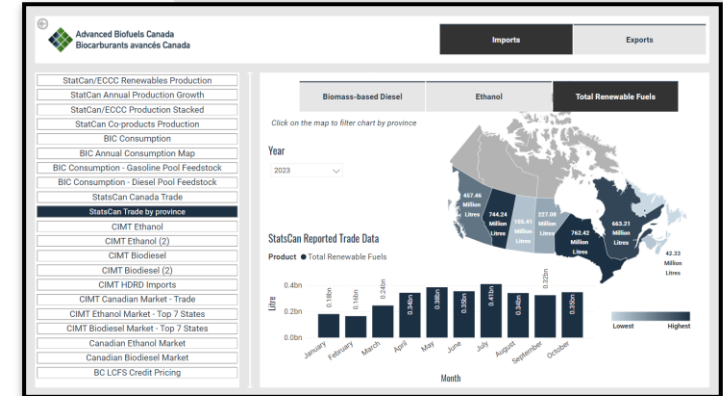 Advanced Biofuels Canada
Biocarburants avancés Canada
Imports
Exports
StatCan/ECCC Renewables Production
StatCan Annual Production Growth
StatCan/ECCC Production Stacked
StatCan Co-products Production
BIC Consumption
BIC Annual Consumption Map
BIC Consumption - Gasoline Pool Feedstock
BIC Consumption - Diesel Pool Feedstock
StatsCan Canada Trade
StatsCan Trade by province
CIMT Ethanol
CIMT Ethanol (2)
CIMT Biodiesel
CIMT Biodiesel (2)
CIMT HDRD Imports
CIMT Canadian Market - Trade
CIMT Ethanol Market - Top 7 States
CIMT Biodiesel Market - Top 7 States
Canadian Ethanol Market
Canadian Biodiesel Market
BC LCFS Credit Pricing
Biomass-based Diesel
Ethanol
Total Renewable Fuels
Click on the map to filter chart by province
Year
2023
457.46
Million
Litres
744.24
Million
Litres
Million
Litres
227.08
Million
Litres
762.42
Million
Litres
663.21
Million
Litres
42.33
Million
Litres
Lowest
Highest
StatsCan Reported Trade Data
Product Total Renewable Fuels
Litre
0.4bn
0.2bn
0.0bn
0.18bn
0.16bn
0.24bn
0.34bn
0.38bn
0.35bn
0.41bn
0.34bn
0.32bn
0.35bn
January
February
March
April
May
June
July
August
September
October
Month